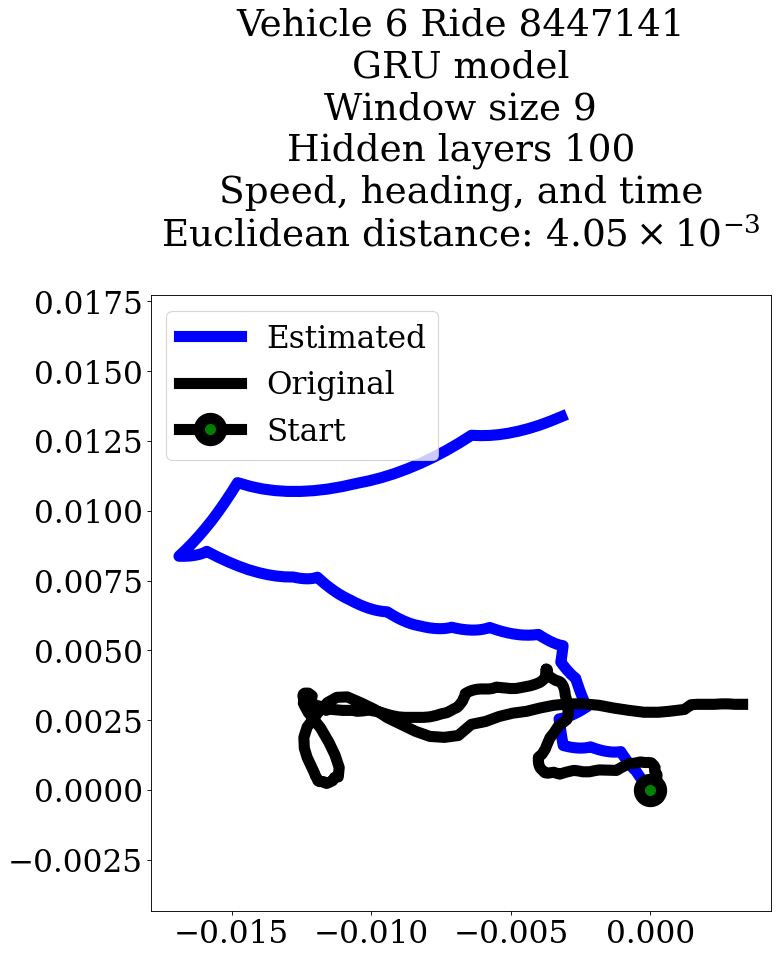 Vehicle 6 Ride 8447141
GRU model
Window size 9
Hidden layers 100
Speed, heading, and time
Euclidean distance: 4.05 × 10⁻³
0.0175
0.0150
0.0125
0.0100
0.0075
0.0050
0.0025
0.0000
−0.0025
Estimated
Original
Start
−0.015 −0.010 −0.005 0.000